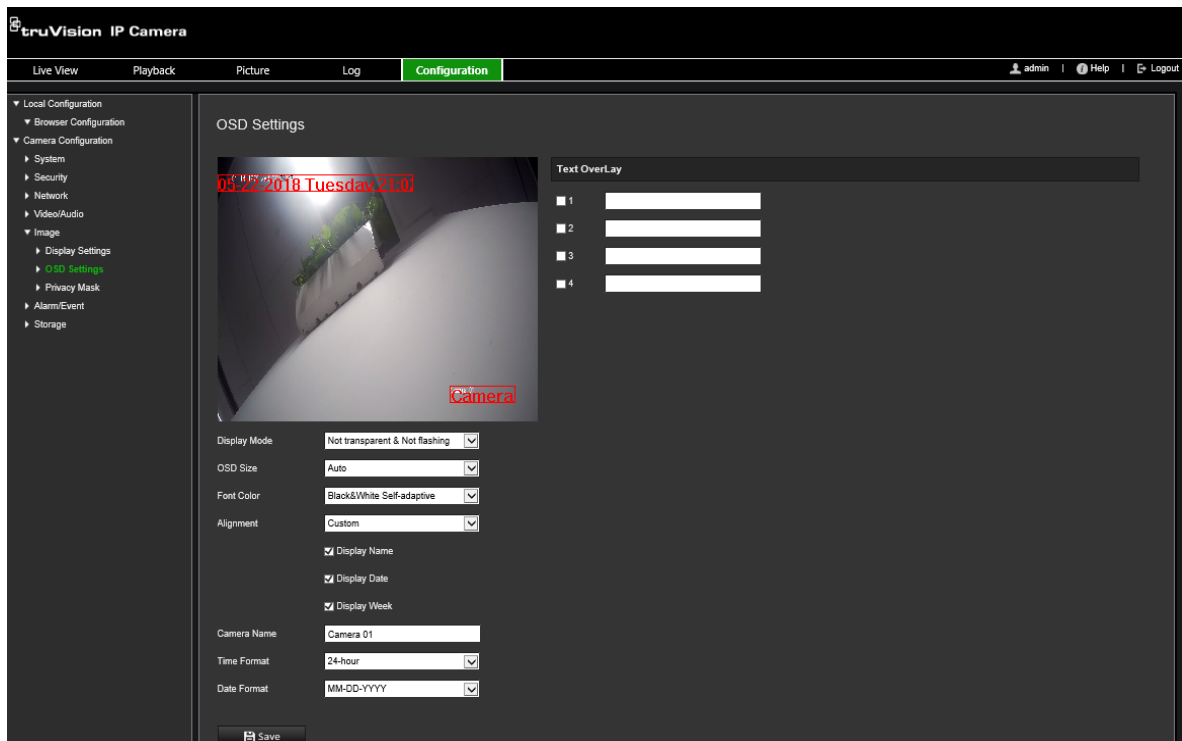 truVision IP Camera
Live View Playback Picture Log Configuration admin | Help | Logout
Local Configuration
Browser Configuration
Camera Configuration
System
Security
Network
Video/Audio
Image
Display Settings
OSD Settings
Privacy Mask
Alarm/Event
Storage
OSD Settings
05-22-2018 Tuesday 21:0
Camera
Text OverLay
1
2
3
4
Display Mode Not transparent & Not flashing
OSD Size Auto
Font Color Black&White Self-adaptive
Alignment Custom
Display Name
Display Date
Display Week
Camera Name Camera 01
Time Format 24-hour
Date Format MM-DD-YYYY
Save